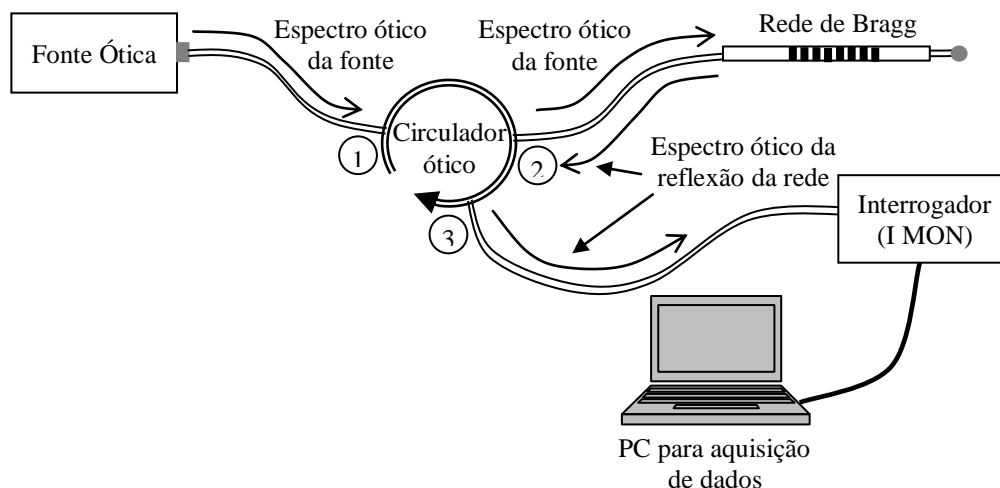 Fonte Ótica
Espectro ótico
da fonte
Espectro ótico
da fonte
Rede de Bragg
Circulador
ótico
1
2
3
Espectro ótico da
reflexão da rede
Interrogador
(I MON)
PC para aquisição
de dados